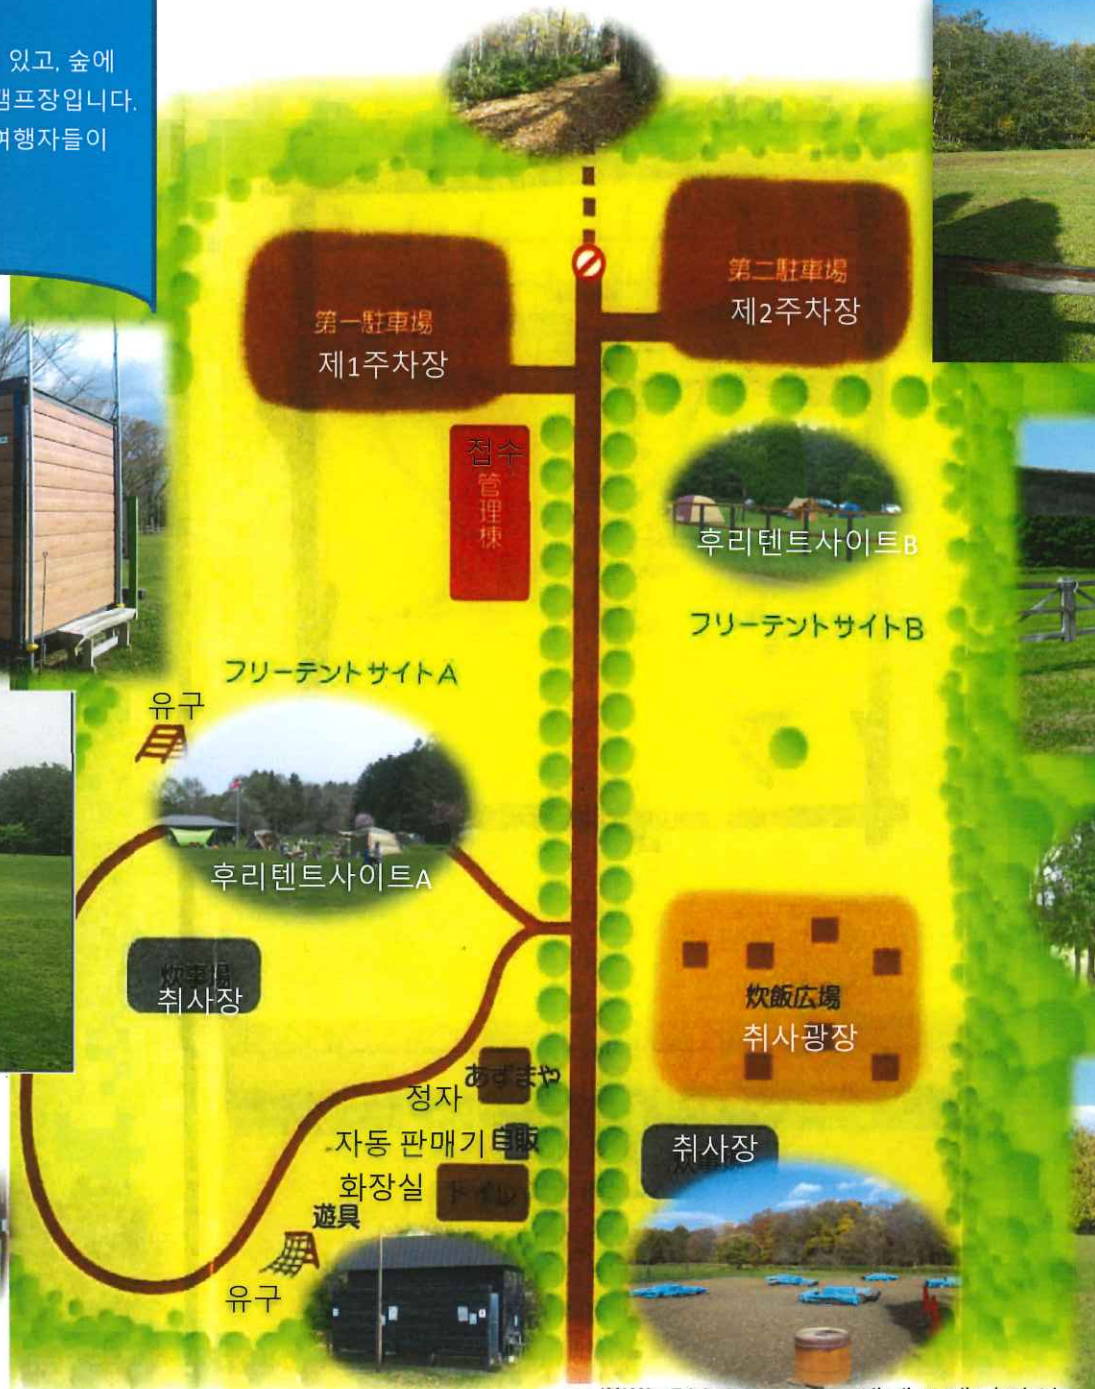 있고, 숲에
캠프장입니다.
여행자들이
第二駐車場
제2주차장
第一駐車場
제1주차장
접수
管理棟
후리텐트사이트B
フリーテントサイトB
フリーテントサイトA
유구
후리텐트사이트A
炊事場
취사장
炊飯広場
취사광장
あずまや
정자
자동 판매기 自販
화장실 トイレ
취사장
遊具
유구